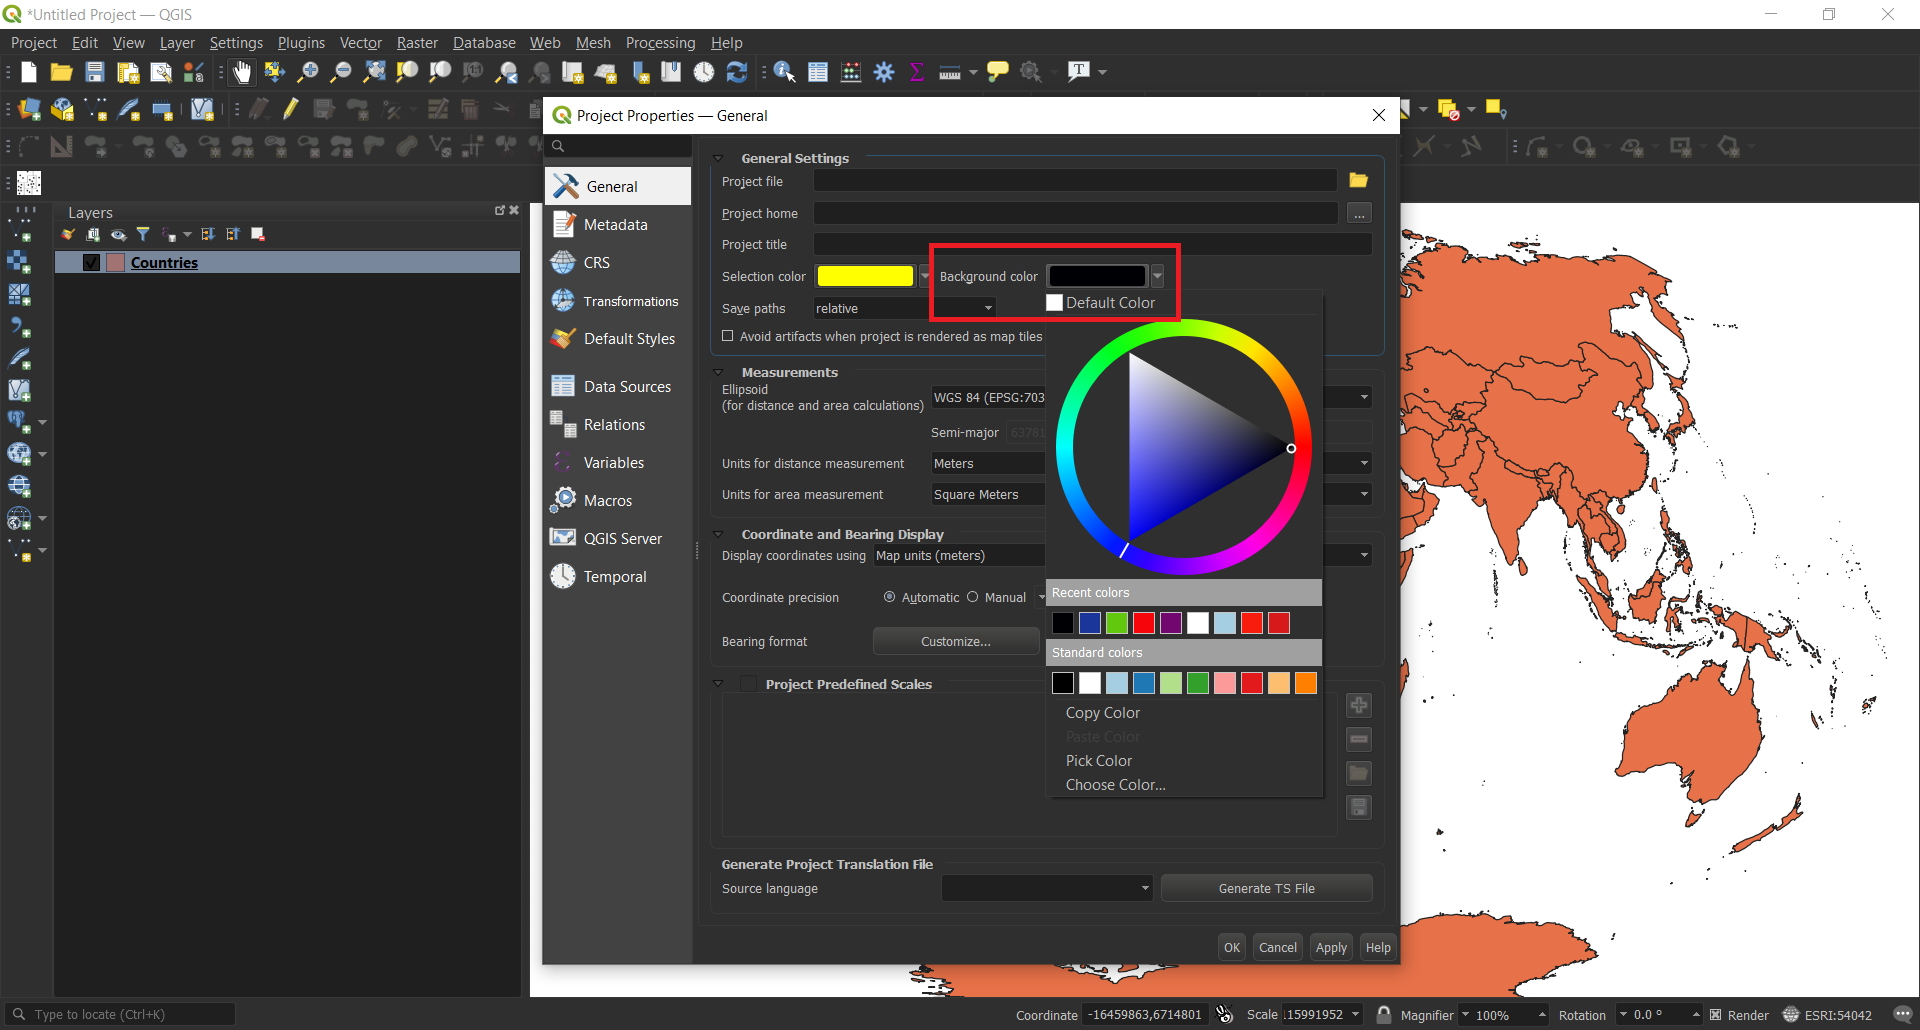 *Untitled Project — QGIS
Project Edit View Layer Settings Plugins Vector Raster Database Web Mesh Processing Help
Project Properties — General
General Settings
General
Project file
Metadata
Project home
...
CRS
Project title
Transformations
Selection color
Background color
Default Color
Default Styles
Save paths
relative
Avoid artifacts when project is rendered as map tiles
Data Sources
Relations
Variables
Macros
QGIS Server
Temporal
Measurements
Ellipsoid
(for distance and area calculations)
WGS 84 (EPSG:703
Semi-major
63781
Units for distance measurement
Meters
Units for area measurement
Square Meters
Coordinate and Bearing Display
Display coordinates using
Map units (meters)
Coordinate precision
Automatic
Manual
Bearing format
Customize...
Recent colors
Standard colors
Copy Color
Paste Color
Pick Color
Choose Color...
Project Predefined Scales
Generate Project Translation File
Source language
Generate TS File
OK Cancel Apply Help
Layers
Countries
Type to locate (Ctrl+K)
Coordinate -16459863,6714801
Scale 115991952
Magnifier 100%
Rotation 0.0 °
Render
ESRI:54042